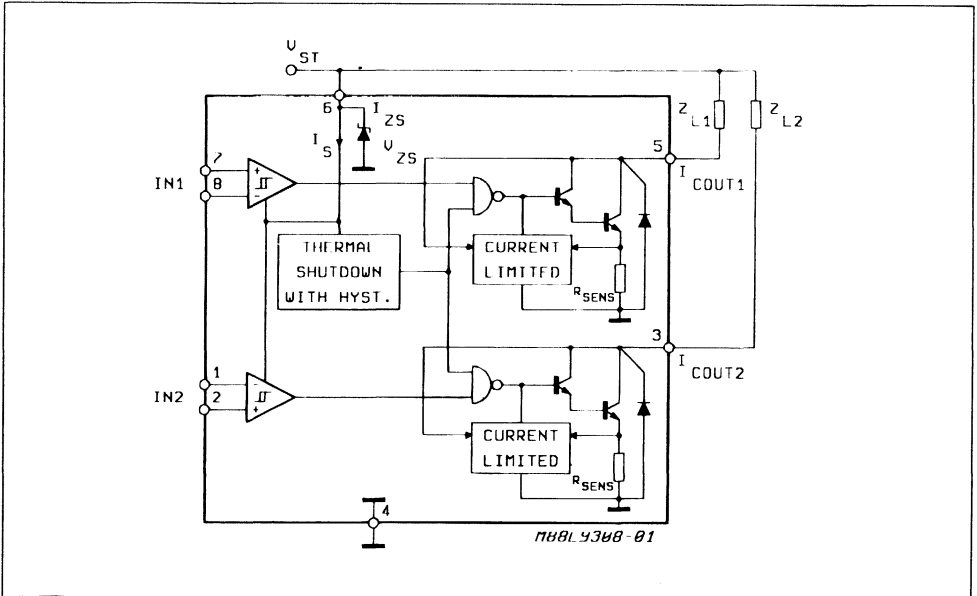 V ST
6
I ZS
I S
V ZS
Z L1
Z L2
5
I COUT1
7
+
IN1
8
-
THERMAL
SHUTDOWN
WITH HYST.
CURRENT
LIMITED
R SENS
3
I COUT2
1
-
IN2
2
+
CURRENT
LIMITED
R SENS
4
M88L9308-01